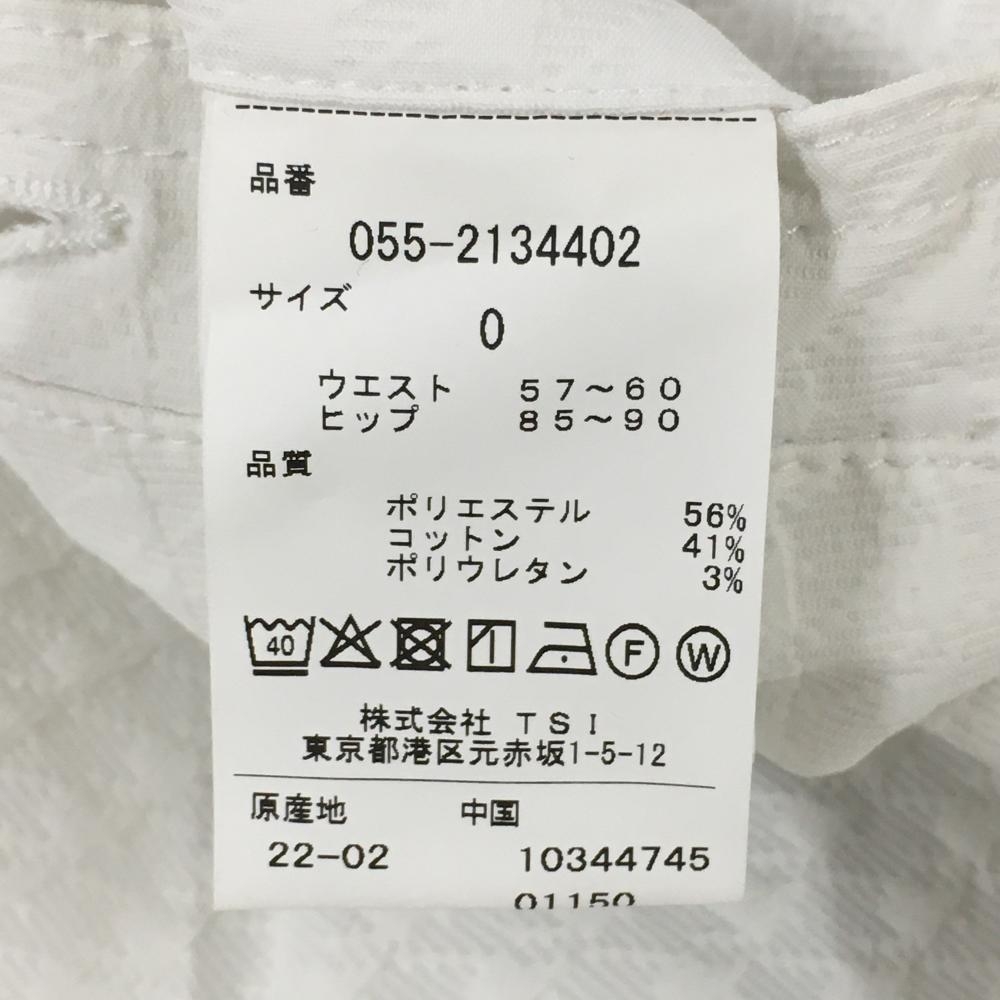 品番
055-2134402
サイズ
0
ウエスト 57~60
ヒップ 85~90
品質
ポリエステル 56%
コットン 41%
ポリウレタン 3%
40 F W
株式会社 TSI
東京都港区元赤坂1-5-12
原産地 中国
22-02 10344745
01150